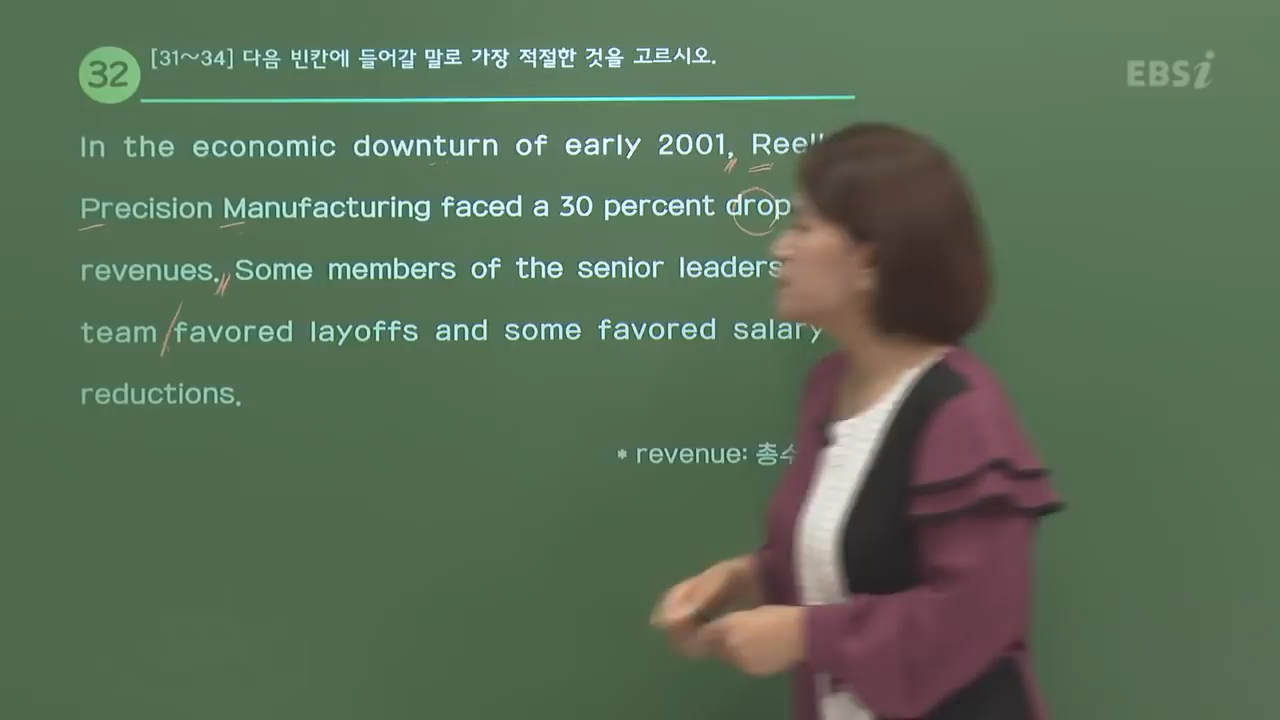 32
[31～34] 다음 빈칸에 들어갈 말로 가장 적절한 것을 고르시오.
EBSi
In the economic downturn of early 2001,
Precision Manufacturing faced a 30 percent drop
revenues. Some members of the senior
team favored layoffs and some favored salary
reductions.
* revenue: